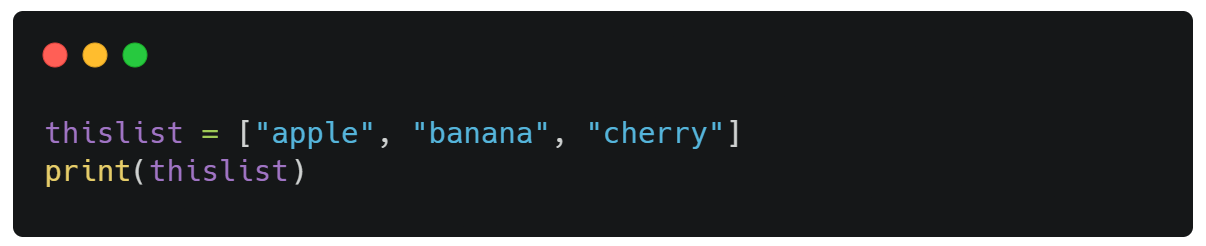 thislist = ["apple", "banana", "cherry"]
print(thislist)